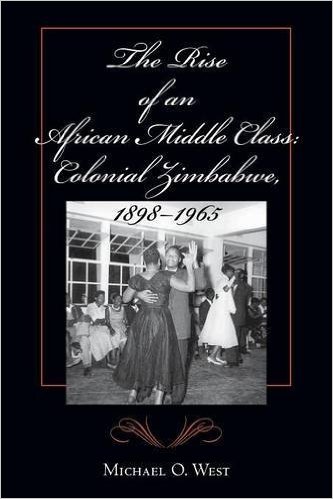 The Rise
of an
African Middle Class:
Colonial Zimbabwe,
1898–1965
Michael O. West